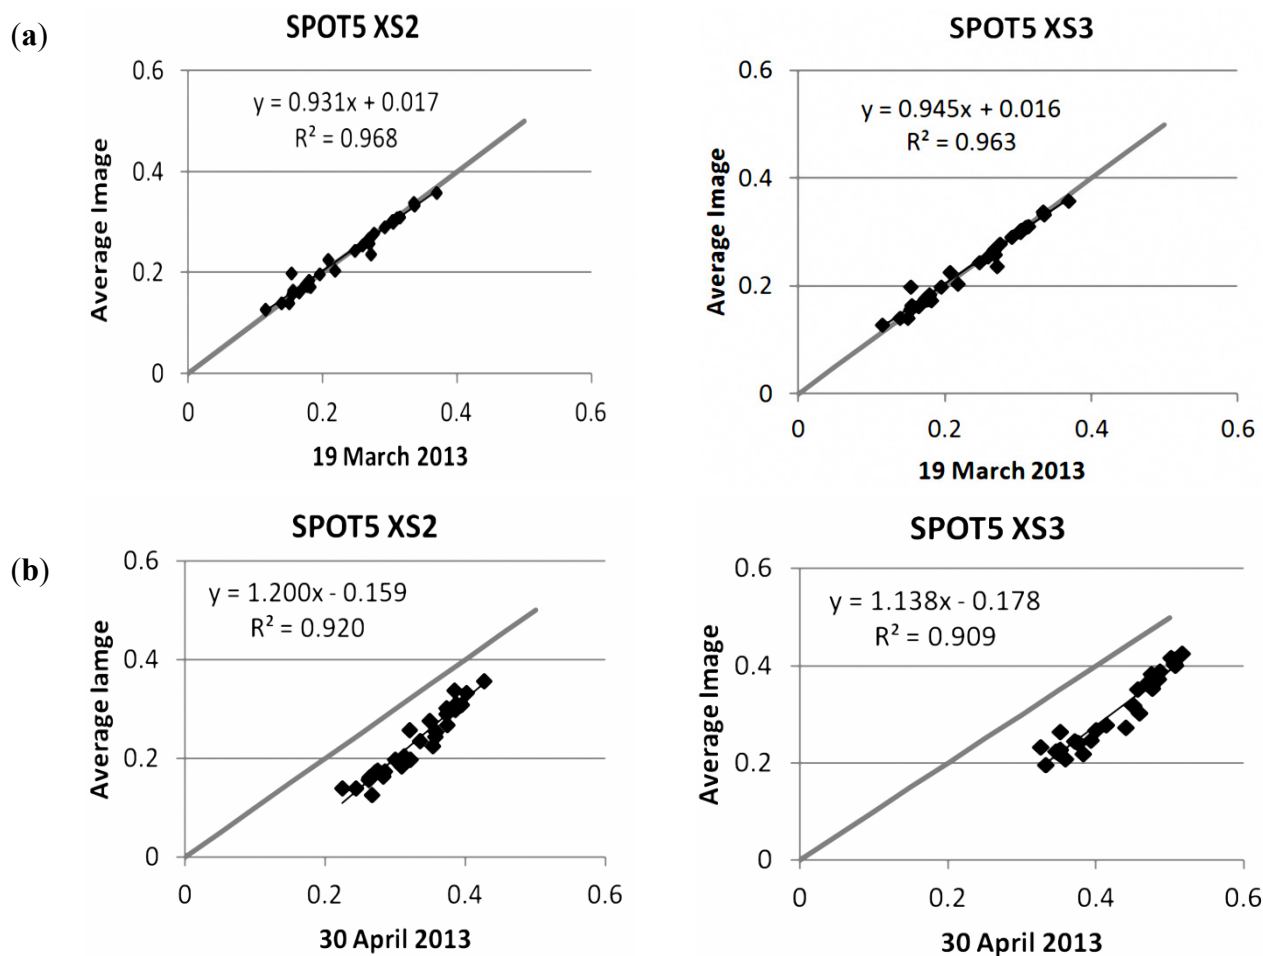 (a)
SPOT5 XS2
y = 0.931x + 0.017
R² = 0.968
Average Image
0.6
0.4
0.2
0
0 0.2 0.4 0.6
19 March 2013
SPOT5 XS3
y = 0.945x + 0.016
R² = 0.963
Average Image
0.6
0.4
0.2
0
0 0.2 0.4 0.6
19 March 2013
(b)
SPOT5 XS2
y = 1.200x - 0.159
R² = 0.920
Average Iamge
0.6
0.4
0.2
0
0 0.2 0.4 0.6
30 April 2013
SPOT5 XS3
y = 1.138x - 0.178
R² = 0.909
Average Image
0.6
0.4
0.2
0
0 0.2 0.4 0.6
30 April 2013